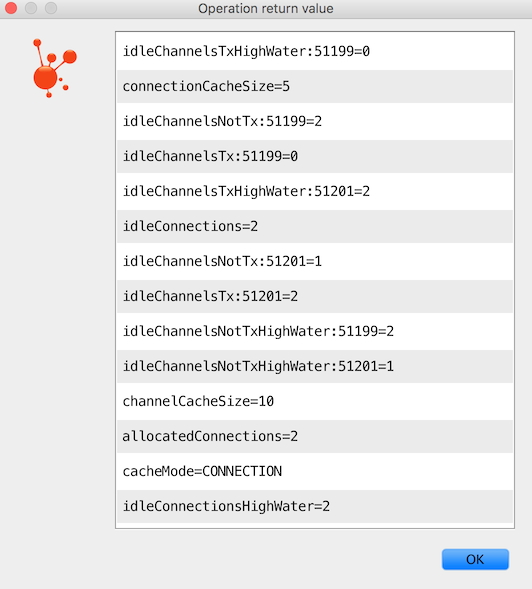 Operation return value
idleChannelsTxHighWater:51199=0
connectionCacheSize=5
idleChannelsNotTx:51199=2
idleChannelsTx:51199=0
idleChannelsTxHighWater:51201=2
idleConnections=2
idleChannelsNotTx:51201=1
idleChannelsTx:51201=2
idleChannelsNotTxHighWater:51199=2
idleChannelsNotTxHighWater:51201=1
channelCacheSize=10
allocatedConnections=2
cacheMode=CONNECTION
idleConnectionsHighWater=2
OK